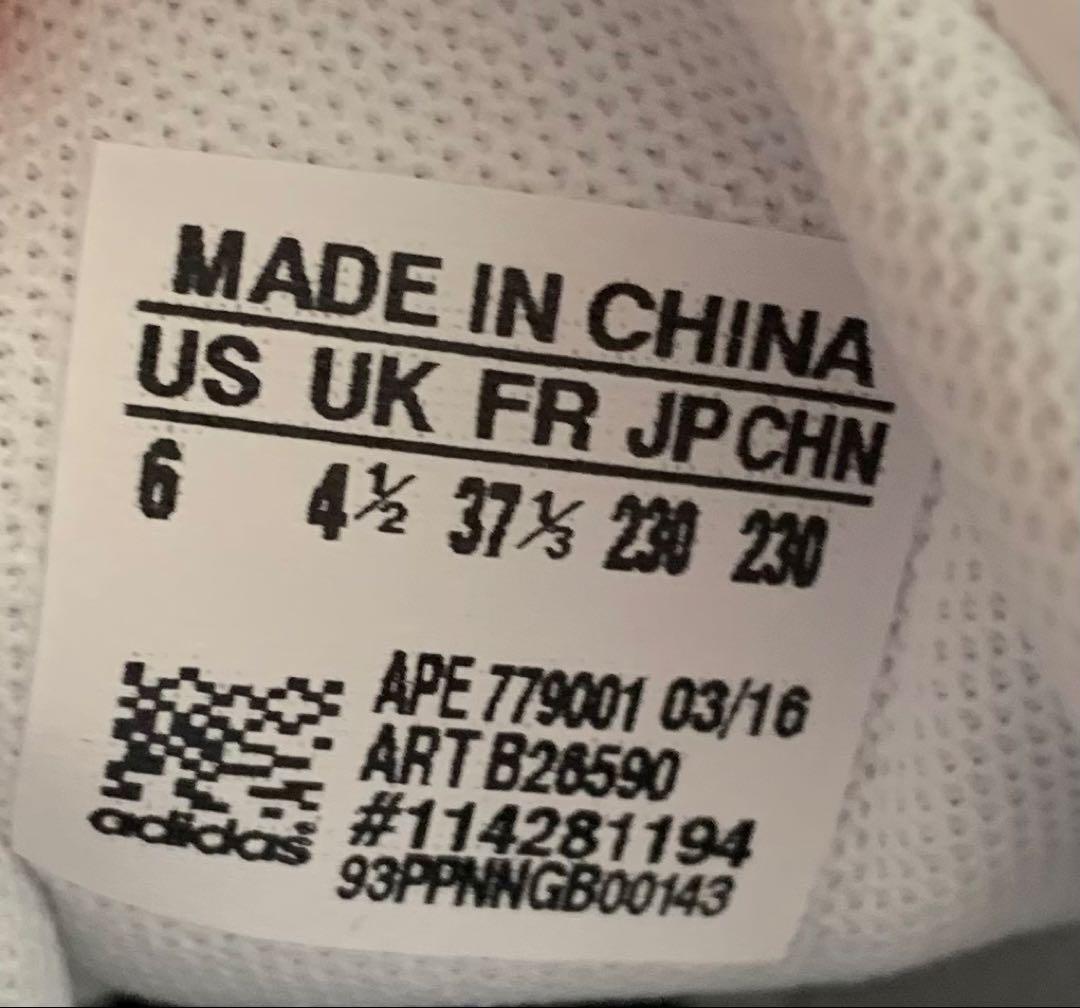 MADE IN CHINA
US UK FR JP CHN
6 4½ 37⅓ 230 230
APE 779001 03/16
ART B26590
#114281194
93PPNNGB00143
adidas